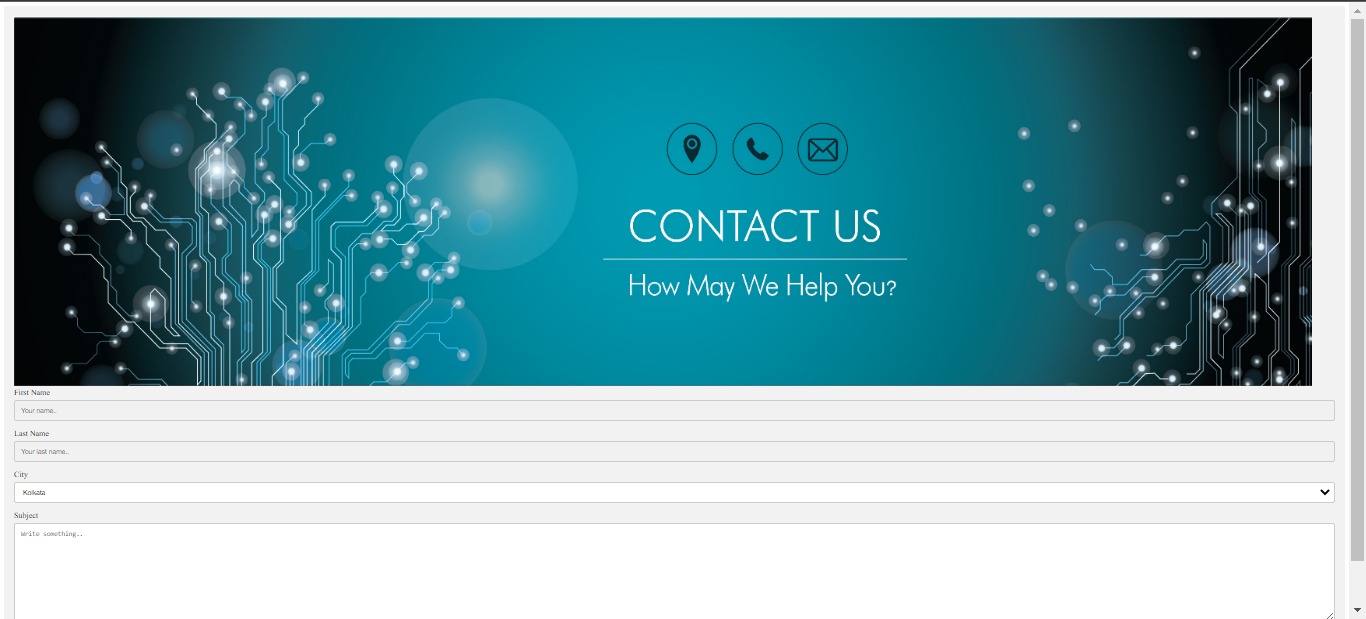 CONTACT US
How May We Help You?
First Name
Your name..
Last Name
Your last name..
City
Kolkata
Subject
Write something..